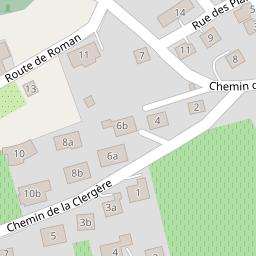 14
Rue des Pla
Route de Roman
11
7
11
9
8
13
Chemin d
2
4
6b
10
8a
6a
8b
10b
1
3a
Chemin de la Clergère
3b
5